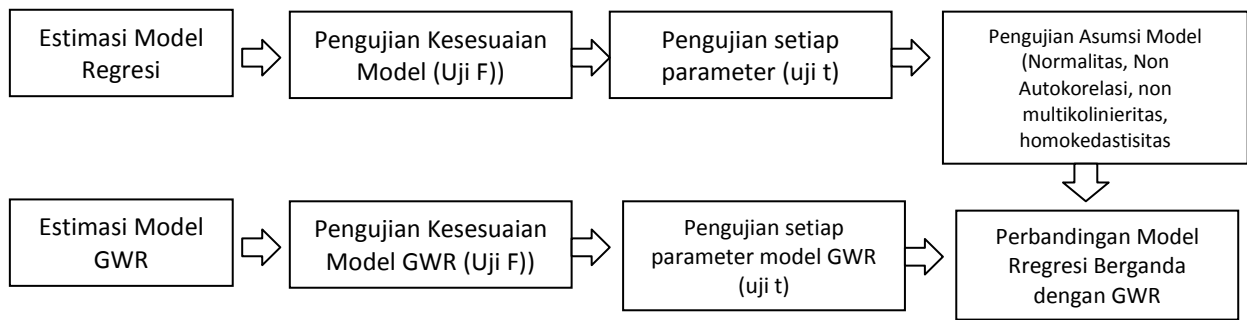 Estimasi Model
Regresi
Pengujian Kesesuaian
Model (Uji F))
Pengujian setiap
parameter (uji t)
Pengujian Asumsi Model
(Normalitas, Non
Autokorelasi, non
multikolinieritas,
homokedastisitas
Estimasi Model
GWR
Pengujian Kesesuaian
Model GWR (Uji F))
Pengujian setiap
parameter model GWR
(uji t)
Perbandingan Model
Rregresi Berganda
dengan GWR